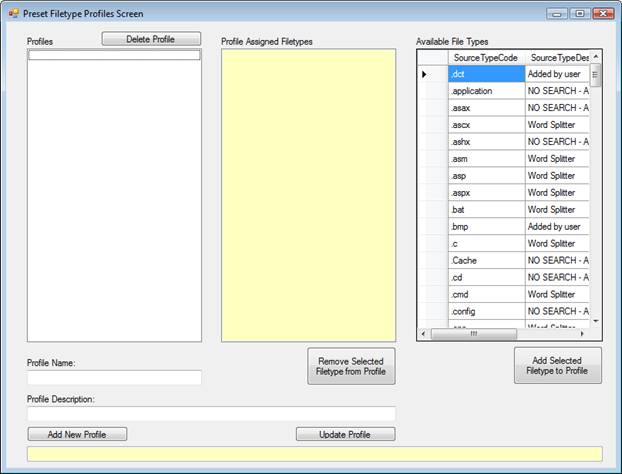 Preset Filetype Profiles Screen
Profiles
Delete Profile
Profile Assigned Filetypes
Available File Types
SourceTypeCode SourceTypeDes
.dct Added by user
.application NO SEARCH - A
.asax NO SEARCH - A
.ascx Word Splitter
.ashx NO SEARCH - A
.asm Word Splitter
.asp Word Splitter
.aspx Word Splitter
.bat Word Splitter
.bmp Added by user
.c Word Splitter
.Cache NO SEARCH - A
.cd NO SEARCH - A
.cmd Word Splitter
.config NO SEARCH - A
Remove Selected
Filetype from Profile
Add Selected
Filetype to Profile
Profile Name:
Profile Description:
Add New Profile
Update Profile